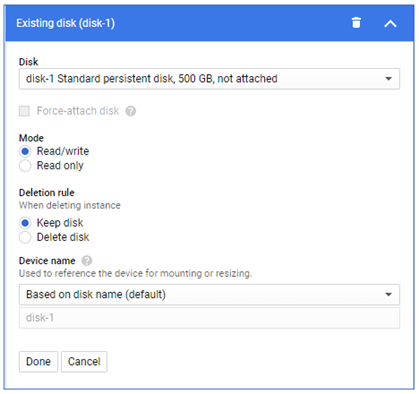 Existing disk (disk-1)
Disk
disk-1 Standard persistent disk, 500 GB, not attached
Force-attach disk ?
Mode
Read/write
Read only
Deletion rule
When deleting instance
Keep disk
Delete disk
Device name ?
Used to reference the device for mounting or resizing.
Based on disk name (default)
disk-1
Done Cancel